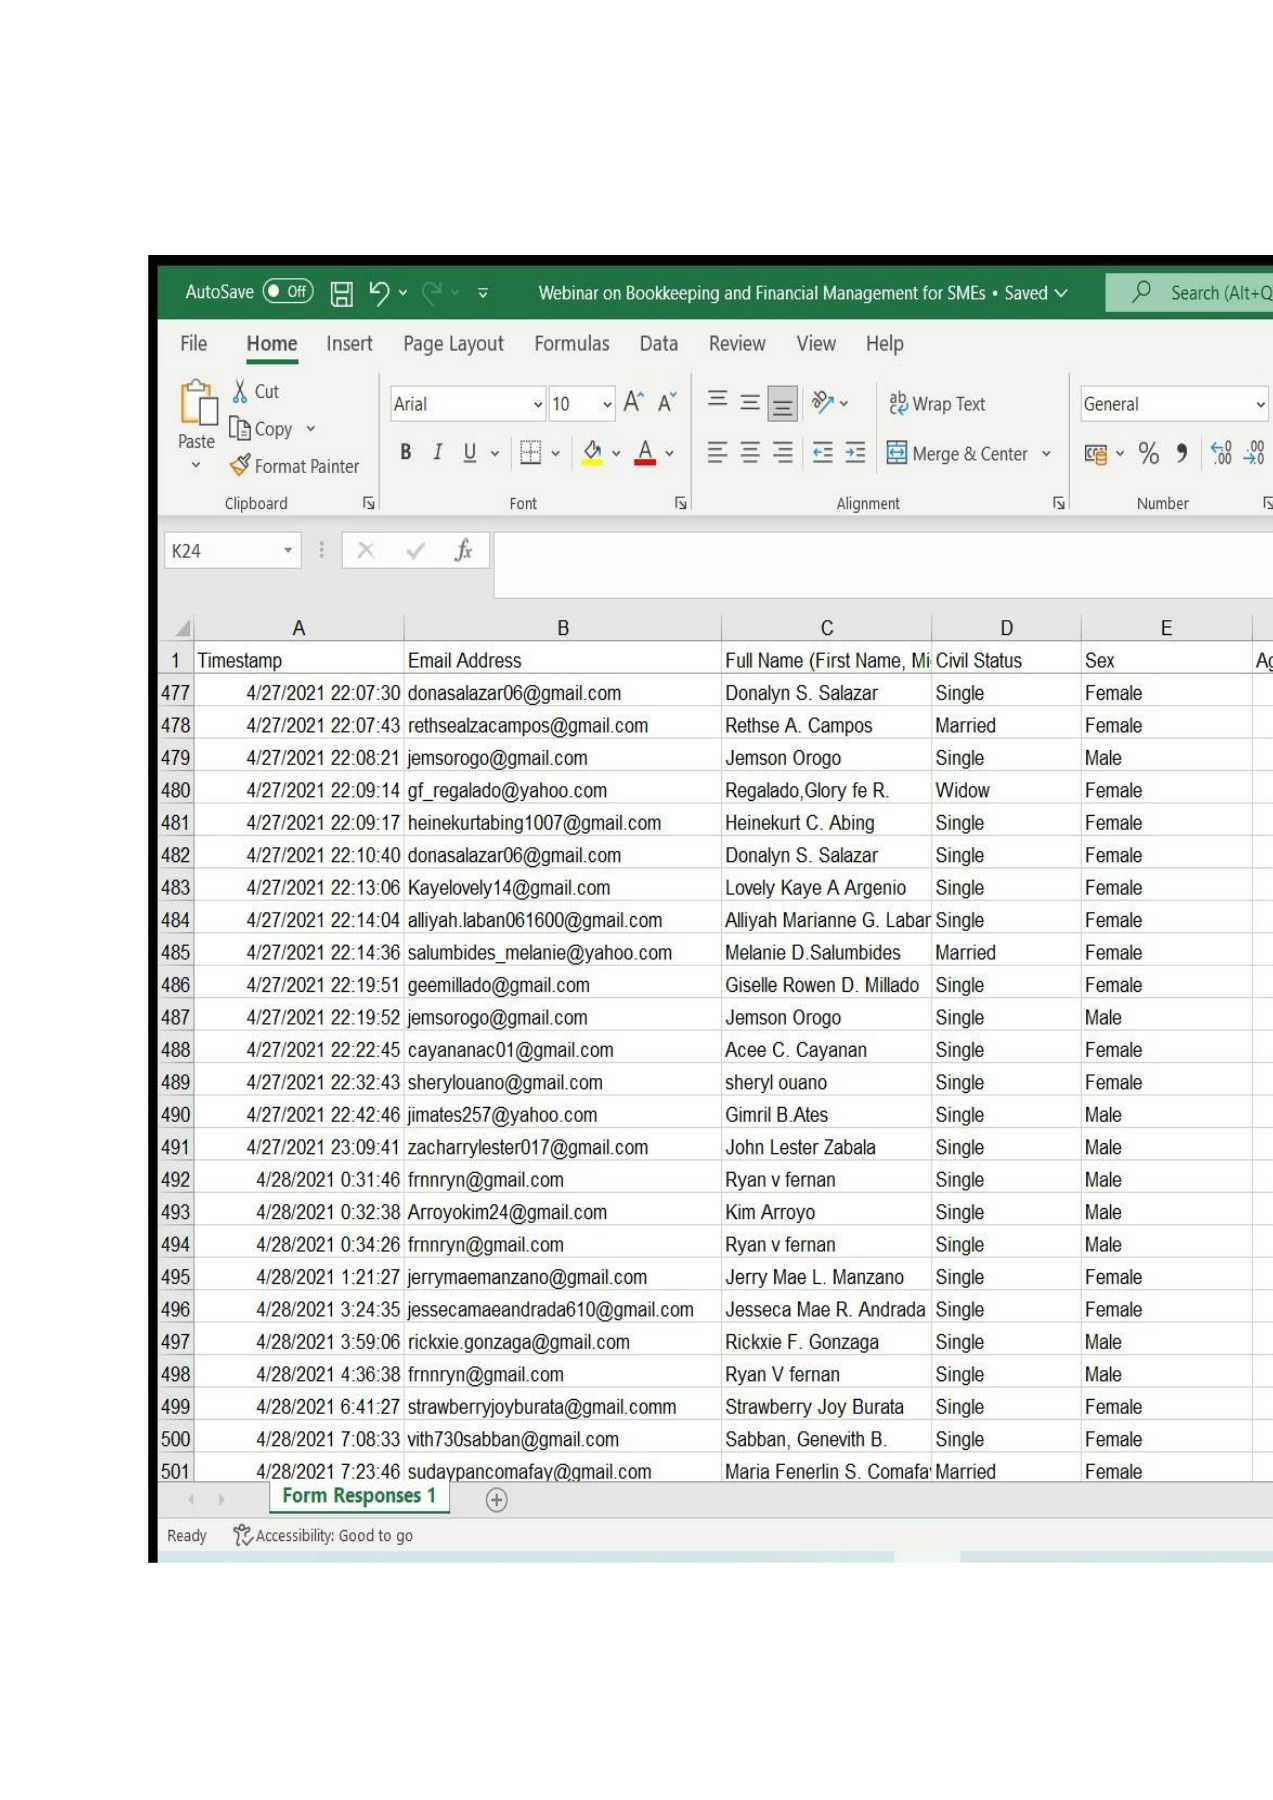 AutoSave Off Webinar on Bookkeeping and Financial Management for SMEs • Saved Search (Alt+Q
File Home Insert Page Layout Formulas Data Review View Help
Cut
Arial 10 A A ab Wrap Text General
Copy
Paste B I U A Merge & Center % .00 .00
Format Painter
Clipboard Font Alignment Number
K24 fx
A B C D E
1 Timestamp Email Address Full Name (First Name, Mi Civil Status Sex Ag
477 4/27/2021 22:07:30 donasalazar06@gmail.com Donalyn S. Salazar Single Female
478 4/27/2021 22:07:43 rethsealzacampos@gmail.com Rethse A. Campos Married Female
479 4/27/2021 22:08:21 jemsorogo@gmail.com Jemson Orogo Single Male
480 4/27/2021 22:09:14 gf_regalado@yahoo.com Regalado,Glory fe R. Widow Female
481 4/27/2021 22:09:17 heinekurtabing1007@gmail.com Heinekurt C. Abing Single Female
482 4/27/2021 22:10:40 donasalazar06@gmail.com Donalyn S. Salazar Single Female
483 4/27/2021 22:13:06 Kayelovely14@gmail.com Lovely Kaye A Argenio Single Female
484 4/27/2021 22:14:04 alliyah.laban061600@gmail.com Alliyah Marianne G. Laban Single Female
485 4/27/2021 22:14:36 salumbides_melanie@yahoo.com Melanie D.Salumbides Married Female
486 4/27/2021 22:19:51 geemillado@gmail.com Giselle Rowen D. Millado Single Female
487 4/27/2021 22:19:52 jemsorogo@gmail.com Jemson Orogo Single Male
488 4/27/2021 22:22:45 cayananac01@gmail.com Acee C. Cayanan Single Female
489 4/27/2021 22:32:43 sherylouano@gmail.com sheryl ouano Single Female
490 4/27/2021 22:42:46 jimates257@yahoo.com Gimril B.Ates Single Male
491 4/27/2021 23:09:41 zacharrylester017@gmail.com John Lester Zabala Single Male
492 4/28/2021 0:31:46 frnnryn@gmail.com Ryan v fernan Single Male
493 4/28/2021 0:32:38 Arroyokim24@gmail.com Kim Arroyo Single Male
494 4/28/2021 0:34:26 frnnryn@gmail.com Ryan v fernan Single Male
495 4/28/2021 1:21:27 jerrymaemanzano@gmail.com Jerry Mae L. Manzano Single Female
496 4/28/2021 3:24:35 jessecamaeandrada610@gmail.com Jesseca Mae R. Andrada Single Female
497 4/28/2021 3:59:06 rickxie.gonzaga@gmail.com Rickxie F. Gonzaga Single Male
498 4/28/2021 4:36:38 frnnryn@gmail.com Ryan V fernan Single Male
499 4/28/2021 6:41:27 strawberryjoyburata@gmail.comm Strawberry Joy Burata Single Female
500 4/28/2021 7:08:33 vith730sabban@gmail.com Sabban, Genevith B. Single Female
501 4/28/2021 7:23:46 sudaypancomafay@gmail.com Maria Fenerlin S. Comafa Married Female
Form Responses 1
Ready Accessibility: Good to go